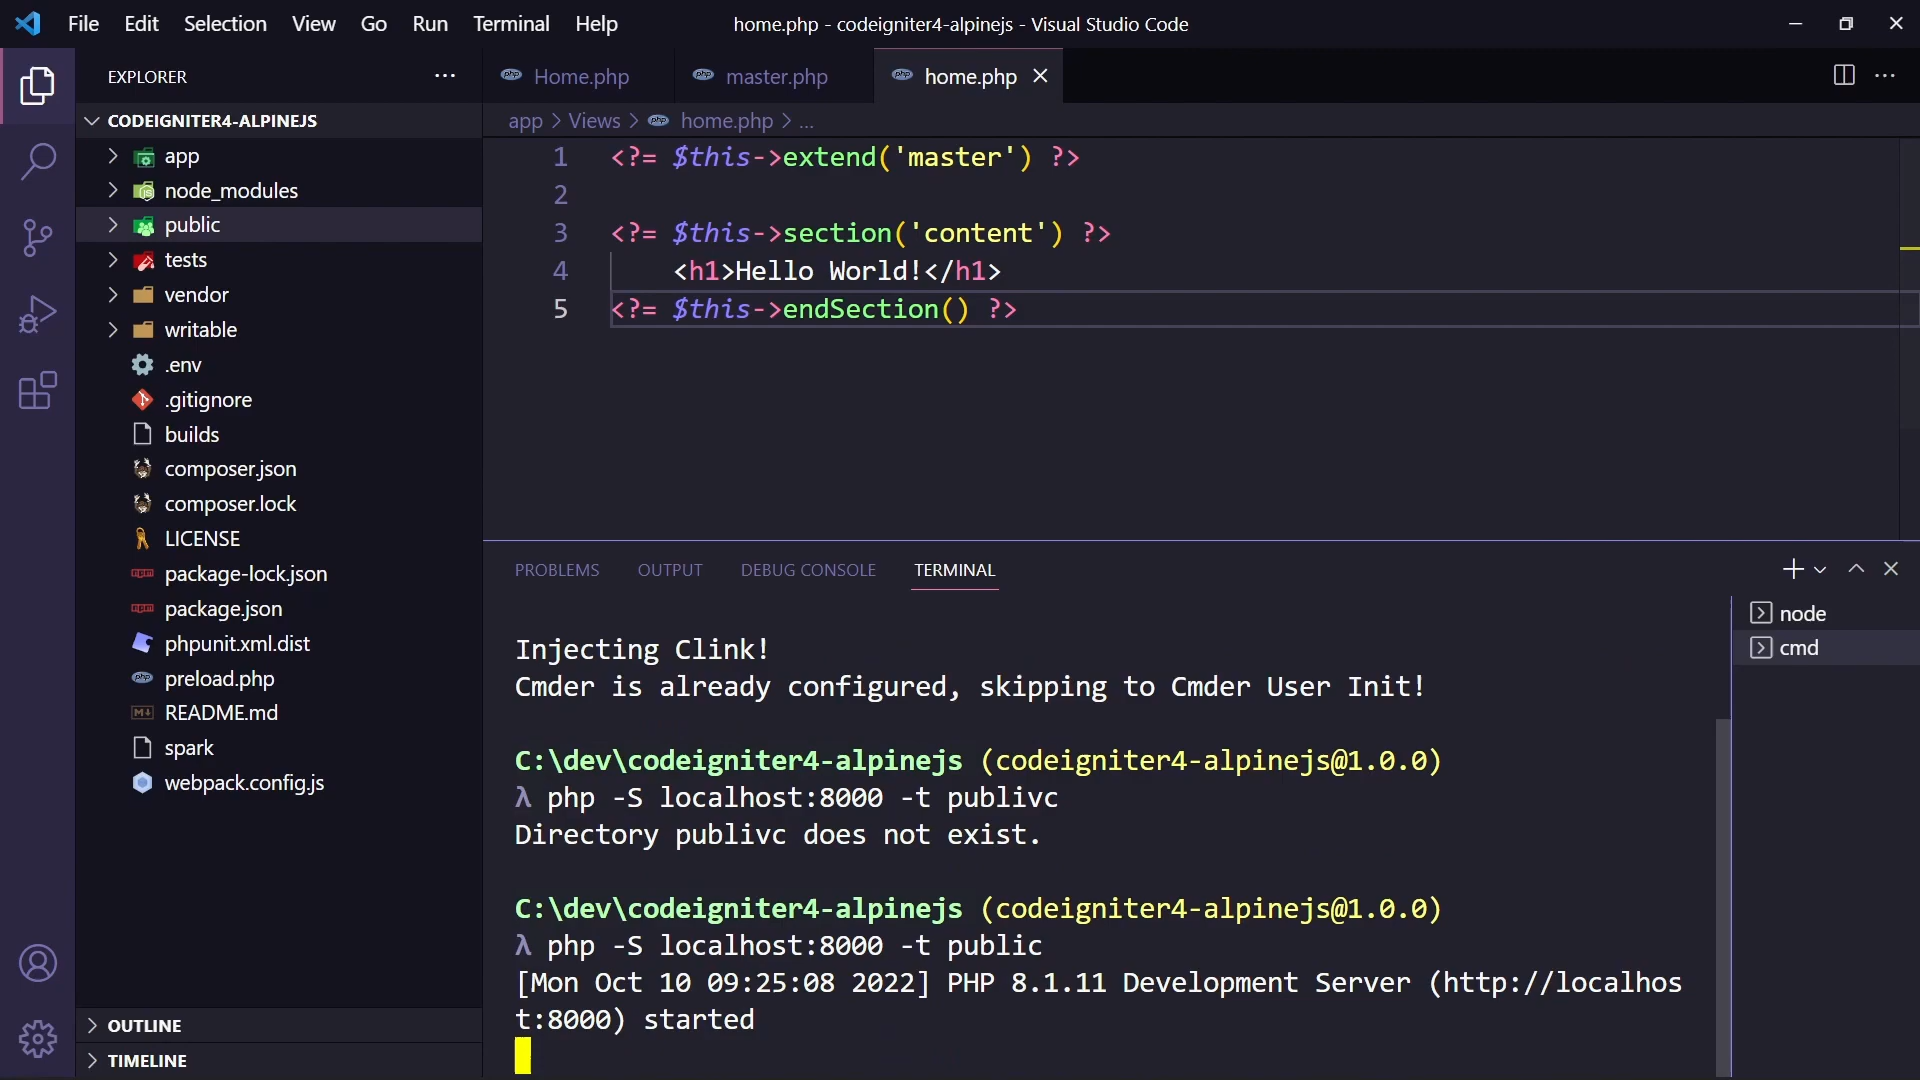 File Edit Selection View Go Run Terminal Help
home.php - codeigniter4-alpinejs - Visual Studio Code
EXPLORER
CODEIGNITER4-ALPINEJS
app
node_modules
public
tests
vendor
writable
.env
.gitignore
builds
composer.json
composer.lock
LICENSE
package-lock.json
package.json
phpunit.xml.dist
preload.php
README.md
spark
webpack.config.js
OUTLINE
TIMELINE
Home.php master.php home.php
app > Views > home.php > ...
1 <?= $this->extend('master') ?>
2
3 <?= $this->section('content') ?>
4 <h1>Hello World!</h1>
5 <?= $this->endSection() ?>
PROBLEMS OUTPUT DEBUG CONSOLE TERMINAL
Injecting Clink!
Cmder is already configured, skipping to Cmder User Init!
C:\dev\codeigniter4-alpinejs (codeigniter4-alpinejs@1.0.0)
λ php -S localhost:8000 -t publivc
Directory publivc does not exist.
C:\dev\codeigniter4-alpinejs (codeigniter4-alpinejs@1.0.0)
λ php -S localhost:8000 -t public
[Mon Oct 10 09:25:08 2022] PHP 8.1.11 Development Server (http://localhos
t:8000) started
node
cmd